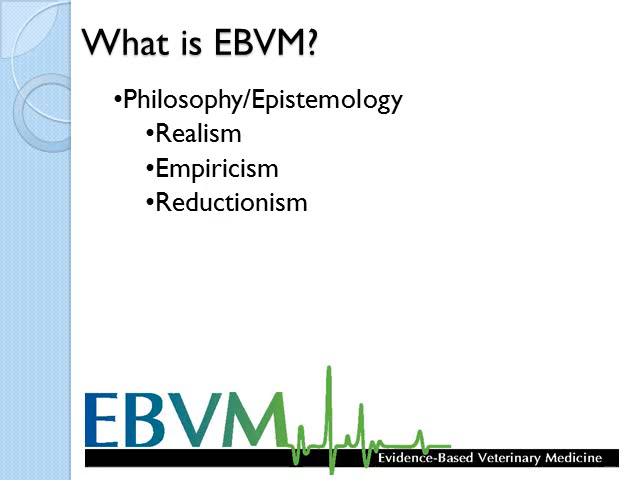 What is EBVM?
•Philosophy/Epistemology
•Realism
•Empiricism
•Reductionism
EBVM
Evidence-Based Veterinary Medicine